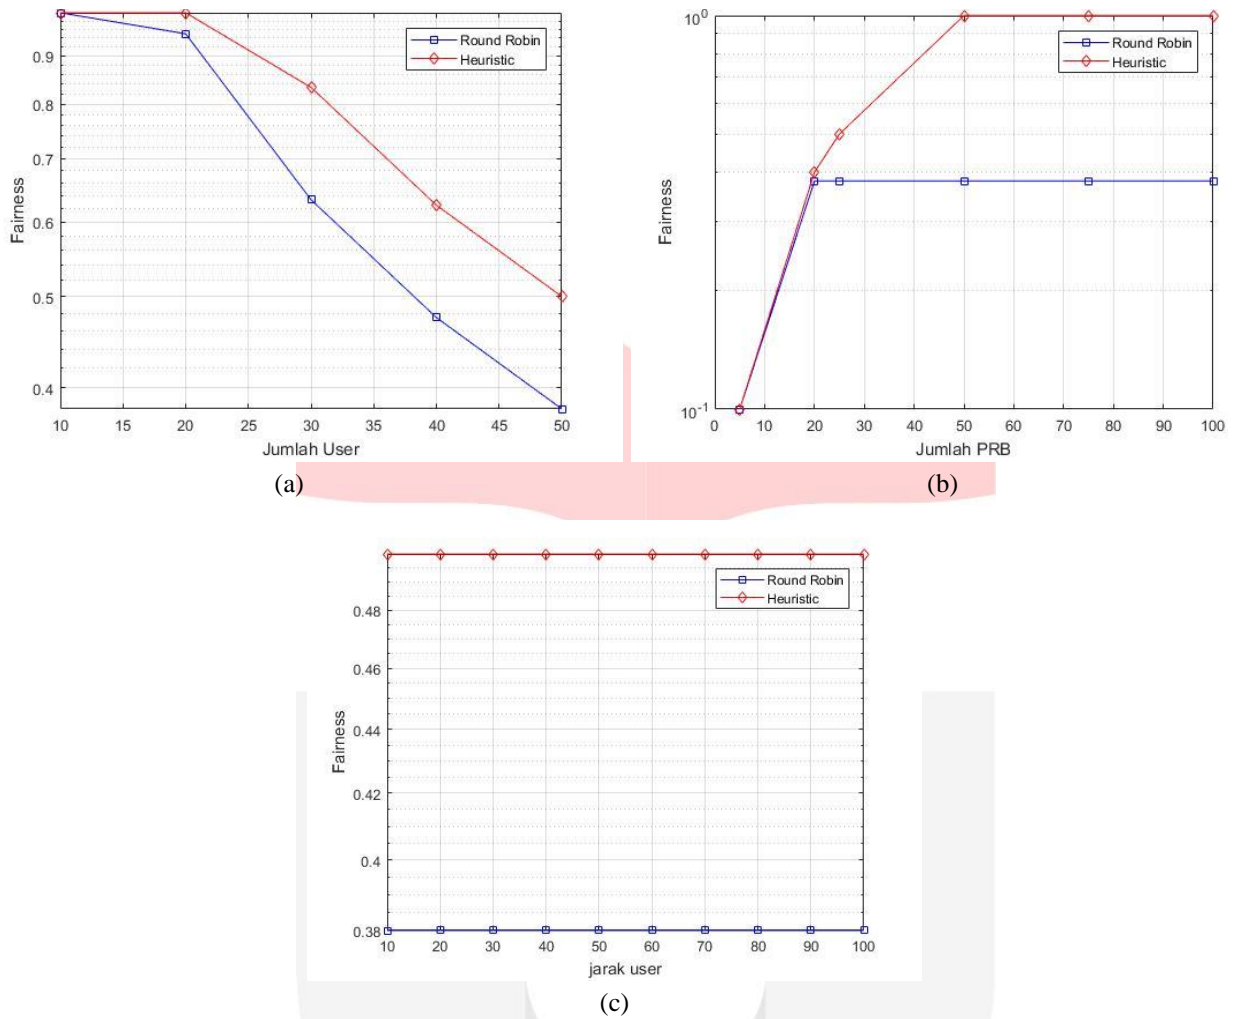 0.9
0.8
0.7
0.6
0.5
0.4
Fairness
10 15 20 25 30 35 40 45 50
Jumlah User
Round Robin
Heuristic
(a)
10^0
10^-1
Fairness
0 10 20 30 40 50 60 70 80 90 100
Jumlah PRB
Round Robin
Heuristic
(b)
0.48
0.46
0.44
0.42
0.4
0.38
Fairness
10 20 30 40 50 60 70 80 90 100
jarak user
Round Robin
Heuristic
(c)